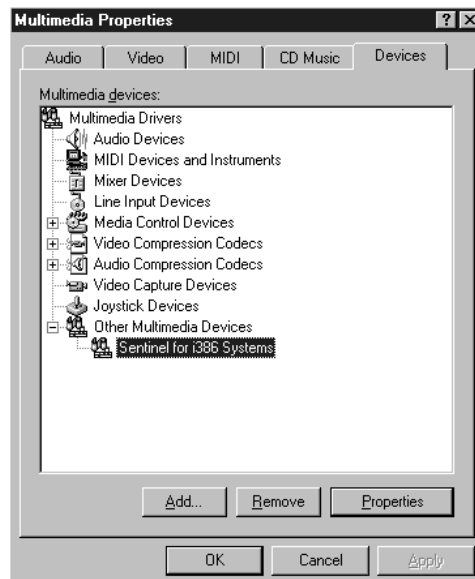 Multimedia Properties
Audio Video MIDI CD Music Devices
Multimedia devices:
Multimedia Drivers
Audio Devices
MIDI Devices and Instruments
Mixer Devices
Line Input Devices
Media Control Devices
Video Compression Codecs
Audio Compression Codecs
Video Capture Devices
Joystick Devices
Other Multimedia Devices
Sentinel for i386 Systems
Add... Remove Properties
OK Cancel Apply